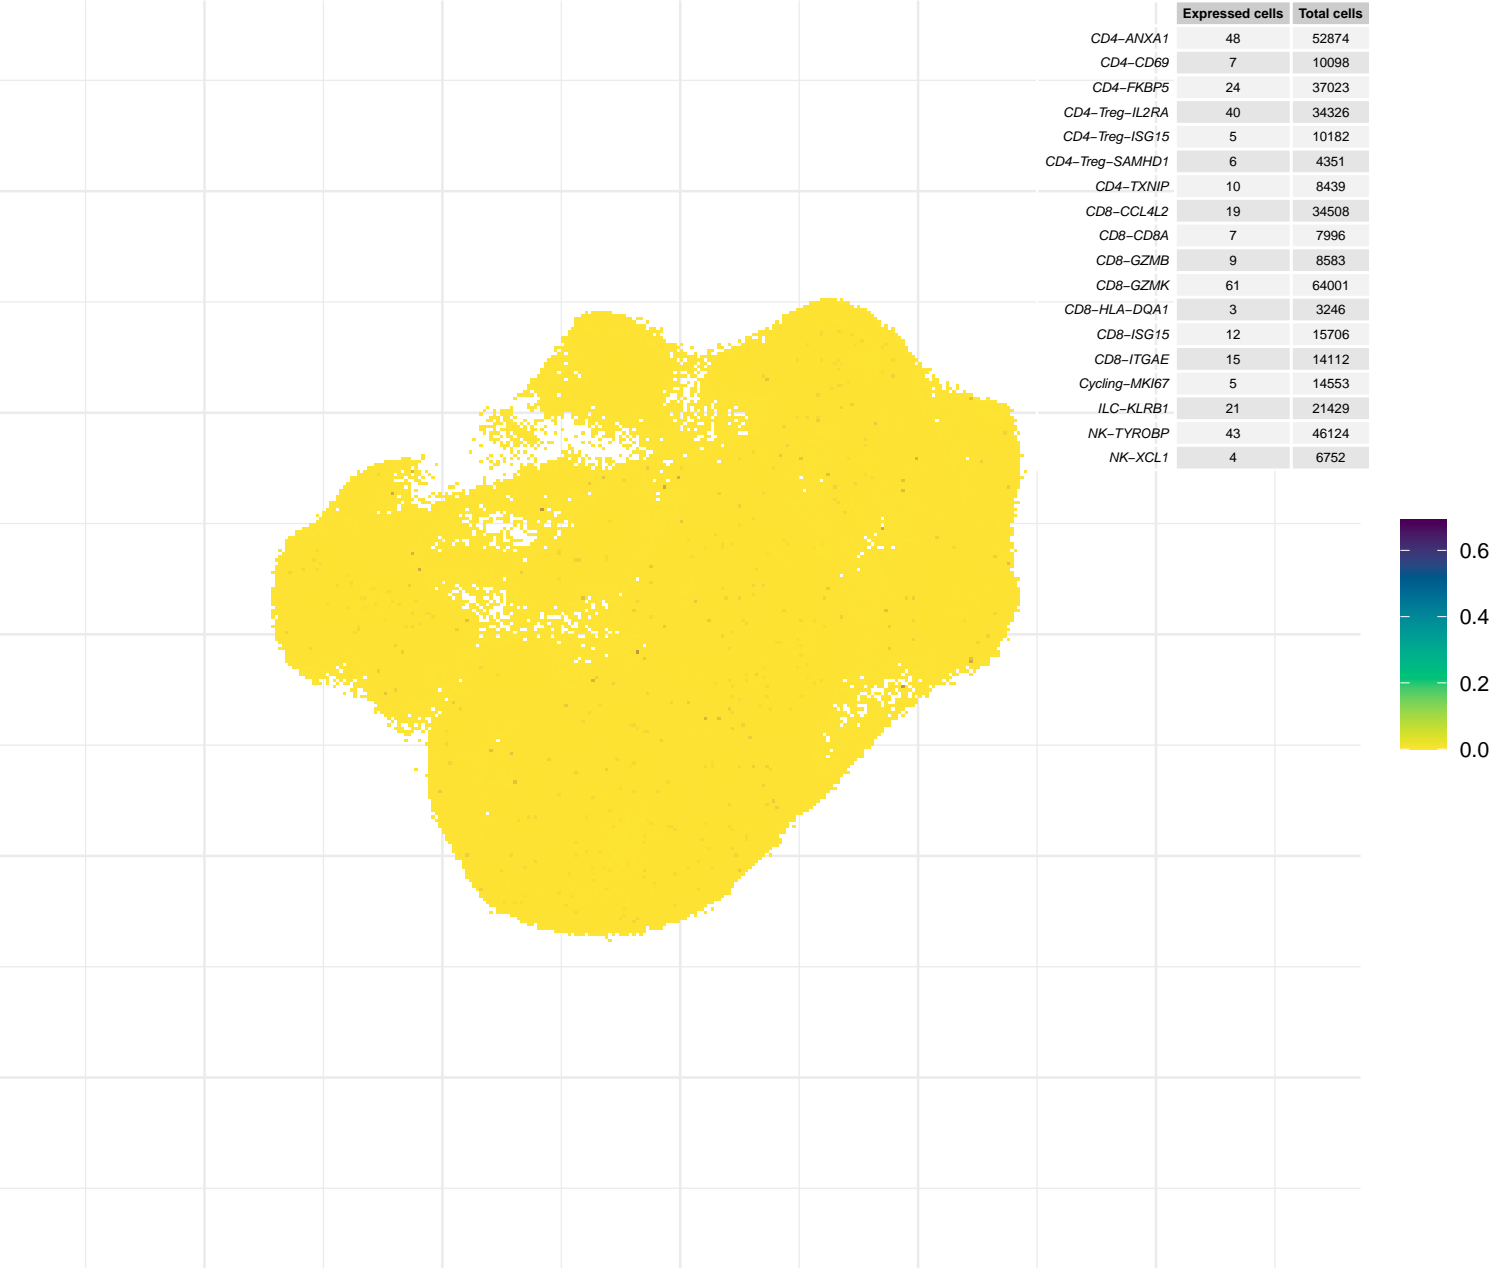 Expressed cells Total cells
CD4−ANXA1 48 52874
CD4−CD69 7 10098
CD4−FKBP5 24 37023
CD4−Treg−IL2RA 40 34326
CD4−Treg−ISG15 5 10182
CD4−Treg−SAMHD1 6 4351
CD4−TXNIP 10 8439
CD8−CCL4L2 19 34508
CD8−CD8A 7 7996
CD8−GZMB 9 8583
CD8−GZMK 61 64001
CD8−HLA−DQA1 3 3246
CD8−ISG15 12 15706
CD8−ITGAE 15 14112
Cycling−MKI67 5 14553
ILC−KLRB1 21 21429
NK−TYROBP 43 46124
NK−XCL1 4 6752
0.6
0.4
0.2
0.0